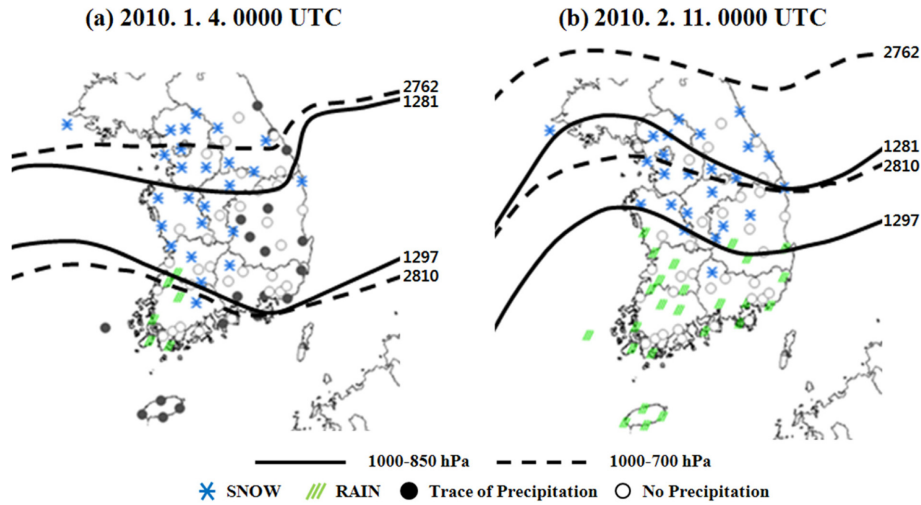 (a) 2010. 1. 4. 0000 UTC
(b) 2010. 2. 11. 0000 UTC
2762
1281
1297
2810
2762
1281
2810
1297
1000-850 hPa
1000-700 hPa
SNOW
RAIN
Trace of Precipitation
No Precipitation